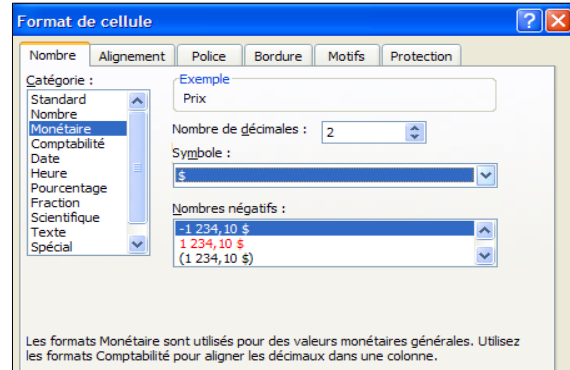 Format de cellule
Nombre Alignement Police Bordure Motifs Protection
Catégorie :
Standard
Nombre
Monétaire
Comptabilité
Date
Heure
Pourcentage
Fraction
Scientifique
Texte
Spécial
Exemple
Prix
Nombre de décimales : 2
Symbole :
$
Nombres négatifs :
-1 234,10 $
1 234,10 $
(1 234,10 $)
Les formats Monétaire sont utilisés pour des valeurs monétaires générales. Utilisez
les formats Comptabilité pour aligner les décimaux dans une colonne.